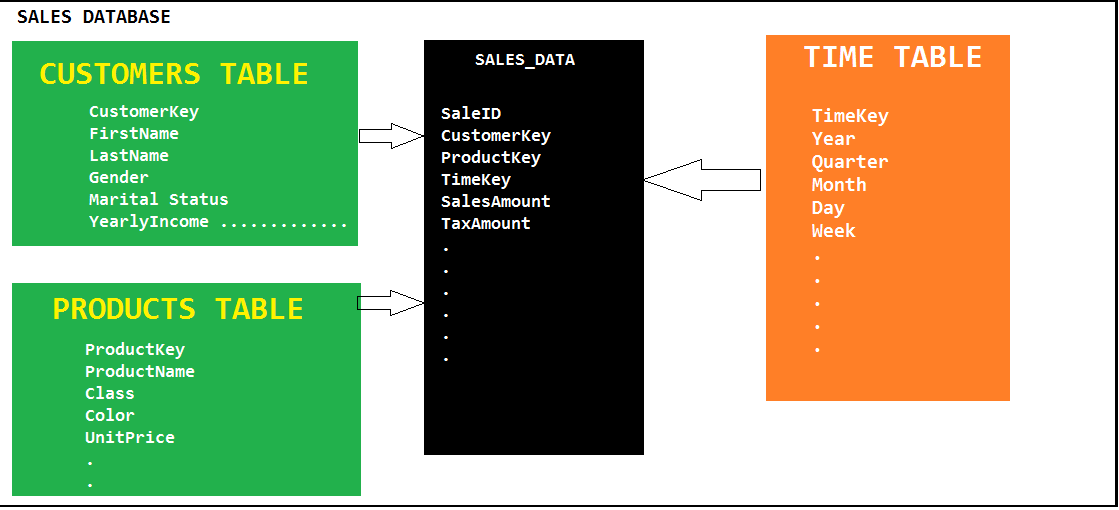 SALES DATABASE
CUSTOMERS TABLE
CustomerKey
FirstName
LastName
Gender
Marital Status
YearlyIncome .............
PRODUCTS TABLE
ProductKey
ProductName
Class
Color
UnitPrice
.
.
SALES_DATA
SaleID
CustomerKey
ProductKey
TimeKey
SalesAmount
TaxAmount
.
.
.
.
.
.
TIME TABLE
TimeKey
Year
Quarter
Month
Day
Week
.
.
.
.
.